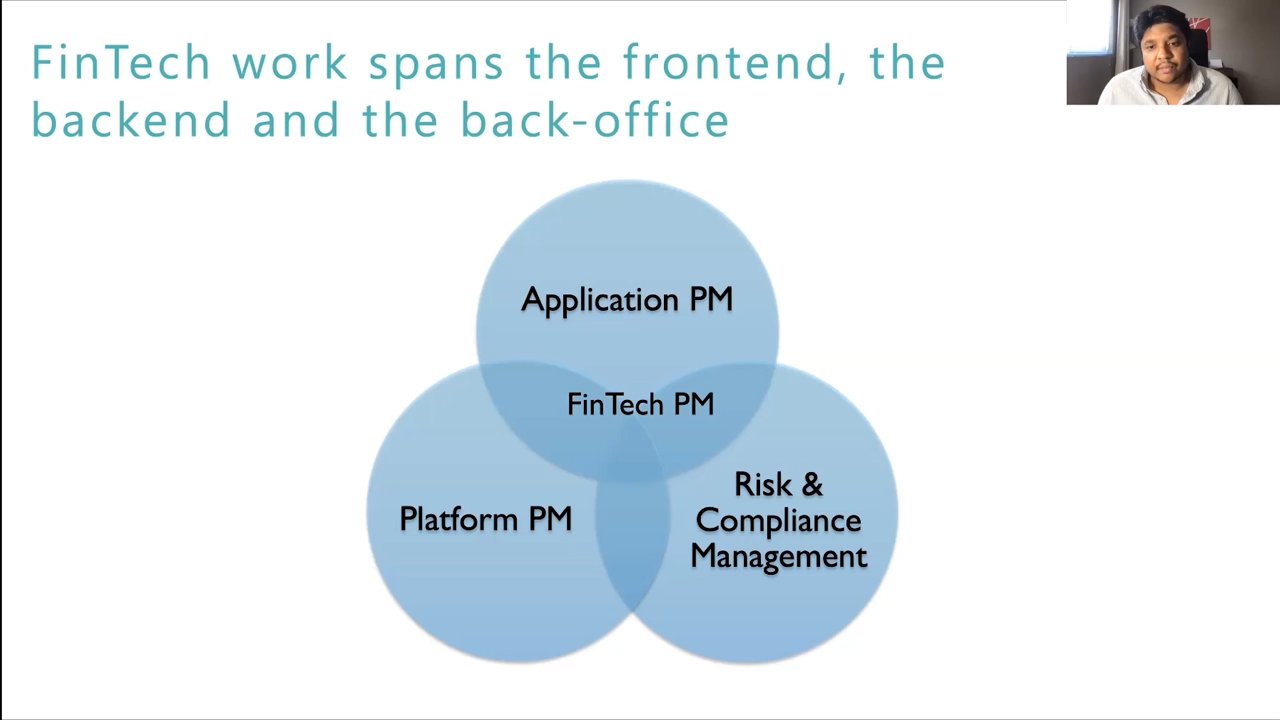 FinTech work spans the frontend, the
backend and the back-office
Application PM
FinTech PM
Platform PM
Risk &
Compliance
Management